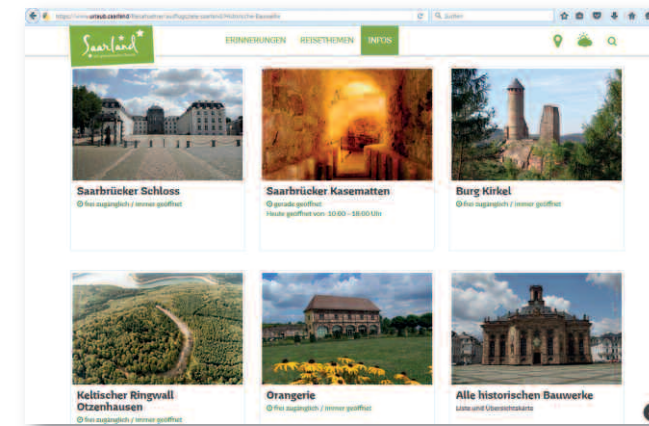 Suchen
Saarland
ERINNERUNGEN REISETHEMEN INFOS
Saarbrücker Schloss
frei zugänglich / immer geöffnet
Saarbrücker Kasematten
gerade geöffnet
Heute geöffnet von 10:00 - 18:00 Uhr
Burg Kirkel
frei zugänglich / immer geöffnet
Keltischer Ringwall
Otzenhausen
frei zugänglich / immer geöffnet
Orangerie
frei zugänglich / immer geöffnet
Alle historischen Bauwerke
Liste und Übersichtskarte